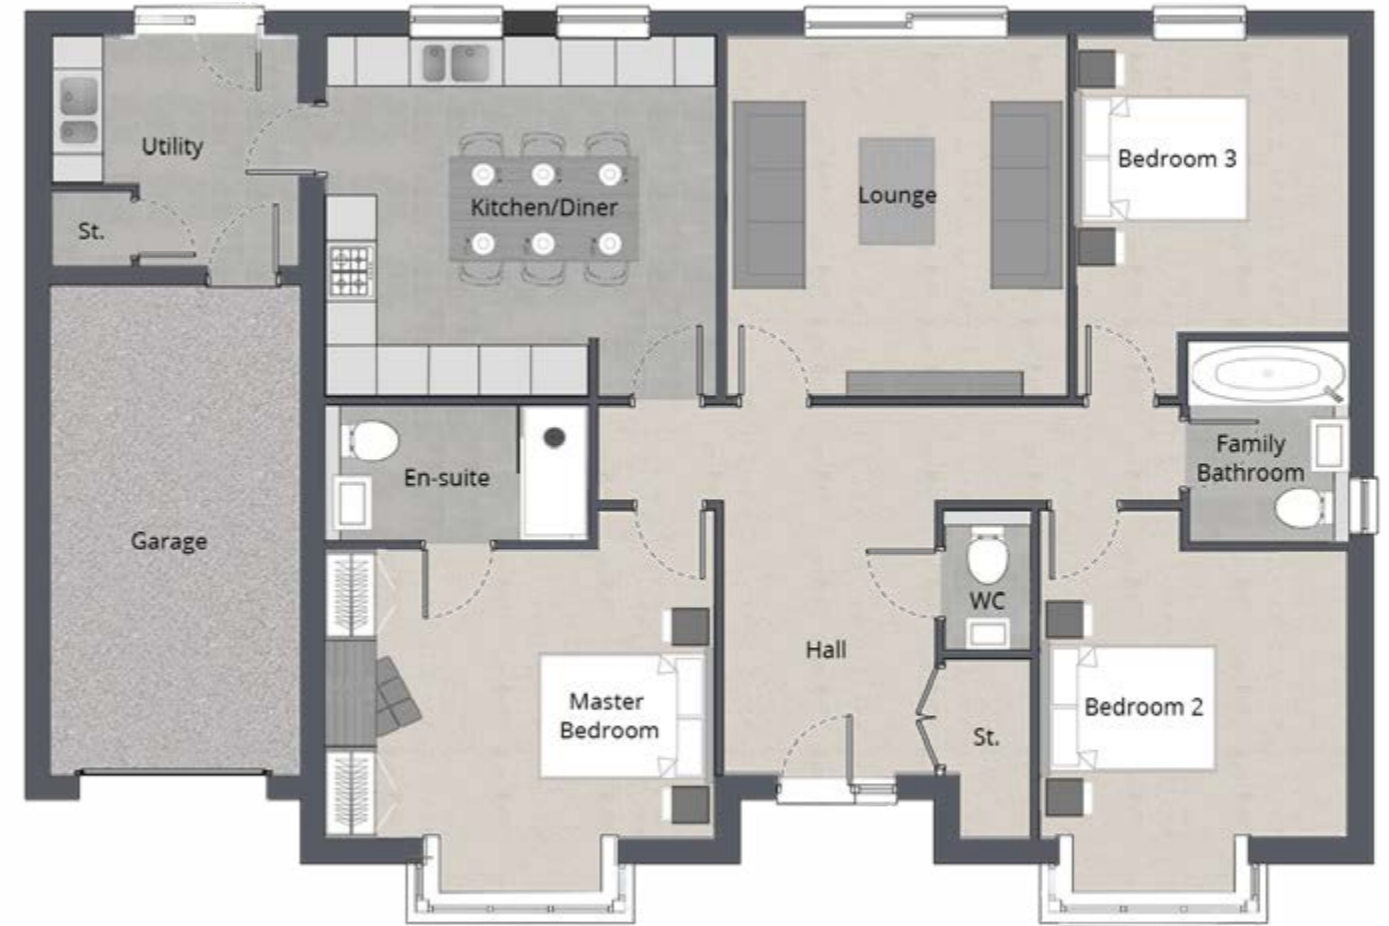 Utility
St.
Kitchen/Diner
Lounge
Bedroom 3
Family
Bathroom
En-suite
Garage
WC
Hall
Master
Bedroom
St.
Bedroom 2